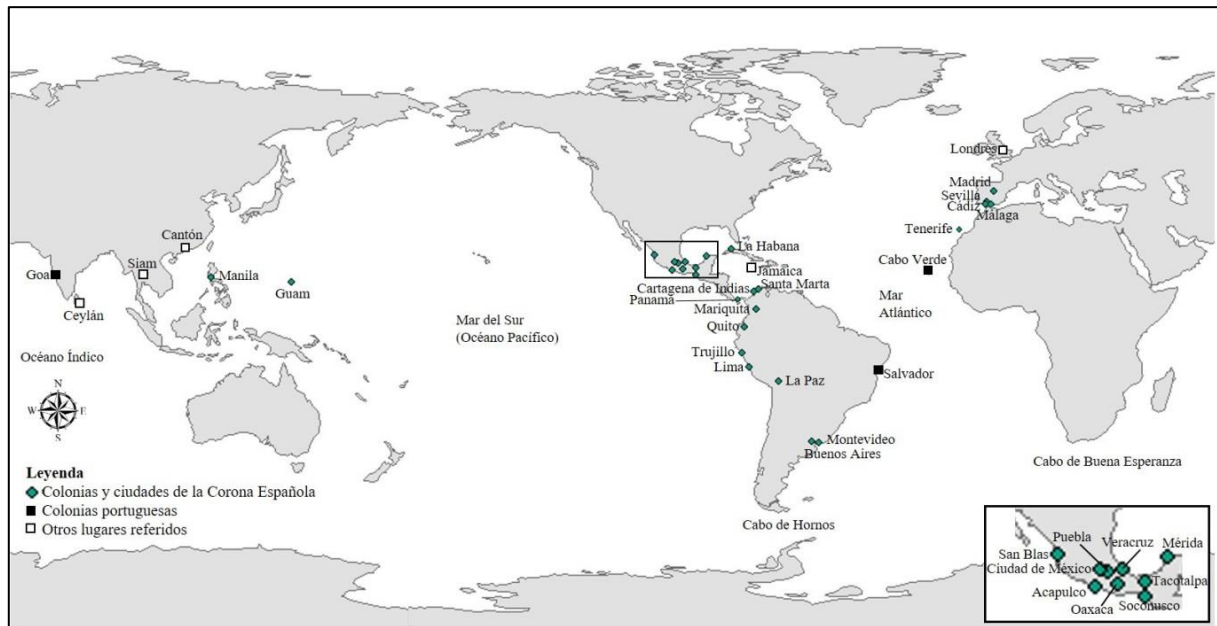 Londres
Madrid
Sevilla
Cádiz
Málaga
Tenerife
Cantón
Siam
Goa
Manila
Ceylán
Guam
La Habana
Jamaica
Cabo Verde
Cartagena de Indias
Santa Marta
Panamá
Mariquita
Quito
Mar
Atlántico
Mar del Sur
(Océano Pacífico)
Océano Índico
Trujillo
Lima
La Paz
Salvador
N
W
E
S
Montevideo
Buenos Aires
Cabo de Buena Esperanza
Cabo de Hornos
Leyenda
Colonias y ciudades de la Corona Española
Colonias portuguesas
Otros lugares referidos
Puebla
Veracruz
Mérida
San Blas
Ciudad de México
Tacotalpa
Acapulco
Oaxaca
Soconusco